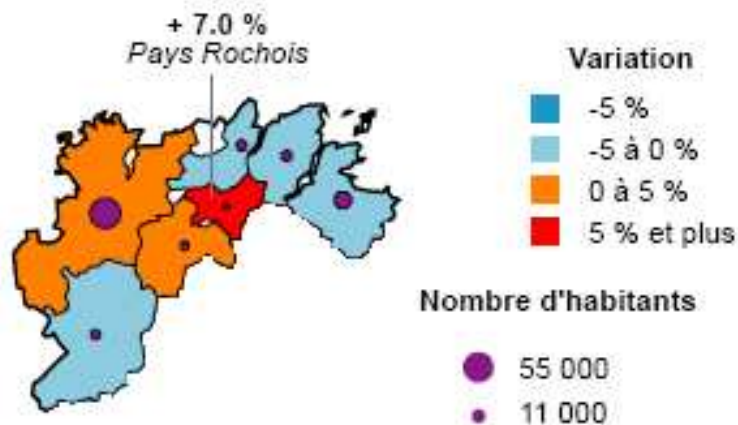 + 7.0 %
Pays Rochois
Variation
-5 %
-5 à 0 %
0 à 5 %
5 % et plus
Nombre d'habitants
55 000
11 000